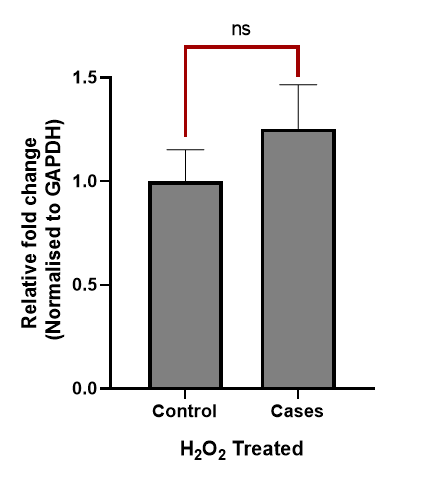 ns
1.5
1.0
0.5
0.0
Relative fold change
(Normalised to GAPDH)
Control Cases
H₂O₂ Treated